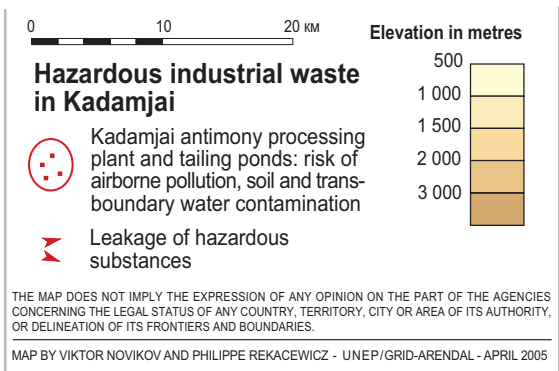 0 10 20 км
Elevation in metres
500
1 000
1 500
2 000
3 000
Hazardous industrial waste
in Kadamjai
Kadamjai antimony processing
plant and tailing ponds: risk of
airborne pollution, soil and trans-
boundary water contamination
Leakage of hazardous
substances
THE MAP DOES NOT IMPLY THE EXPRESSION OF ANY OPINION ON THE PART OF THE AGENCIES
CONCERNING THE LEGAL STATUS OF ANY COUNTRY, TERRITORY, CITY OR AREA OF ITS AUTHORITY,
OR DELINEATION OF ITS FRONTIERS AND BOUNDARIES.
MAP BY VIKTOR NOVIKOV AND PHILIPPE REKACEWICZ - UNEP/GRID-ARENDAL - APRIL 2005